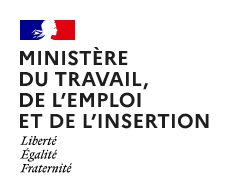 MINISTÈRE
DU TRAVAIL,
DE L'EMPLOI
ET DE L'INSERTION
Liberté
Égalité
Fraternité